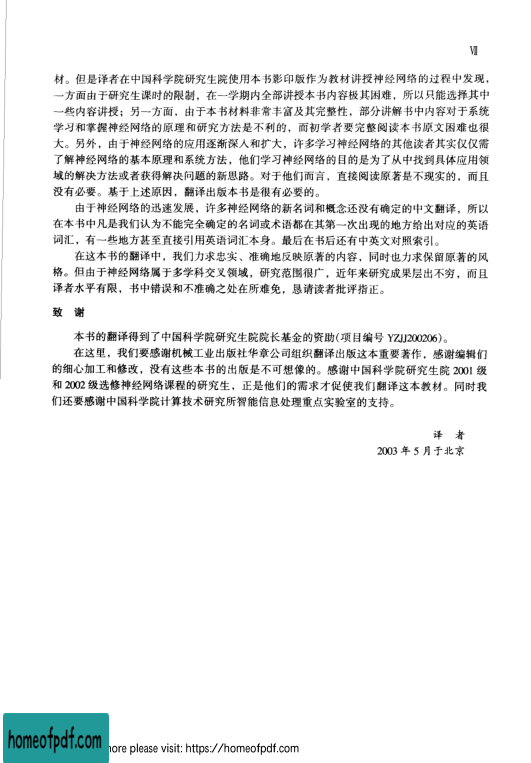 Ⅶ
材。但是译者在中国科学院研究生院使用本书影印版作为教材讲授神经网络的过程中发现,
一方面由于研究生课时的限制,在一学期内全部讲授本书内容极其困难,所以只能选择其中
一些内容讲授;另一方面,由于本书材料非常丰富及其完整性,部分讲解书中内容对于系统
学习和掌握神经网络的原理和研究方法是不利的,而初学者要完整阅读本书原文困难也很
大。另外,由于神经网络的应用逐渐深入和扩大,许多学习神经网络的其他读者其实仅仅需
了解神经网络的基本原理和系统方法,他们学习神经网络的目的是为了从中找到具体应用领
域的解决方法或者获得解决问题的新思路。对于他们而言,直接阅读原著是不现实的,而且
没有必要。基于上述原因,翻译出版本书是很有必要的。
由于神经网络的迅速发展,许多神经网络的新名词和概念还没有确定的中文翻译,所以
在本书中凡是我们认为不能完全确定的名词或术语都在其第一次出现的地方给出对应的英语
词汇,有一些地方甚至直接引用英语词汇本身。最后在书后还有中英文对照索引。
在这本书的翻译中,我们力求忠实、准确地反映原著的内容,同时也力求保留原著的风
格。但由于神经网络属于多学科交叉领域,研究范围很广,近年来研究成果层出不穷,而且
译者水平有限,书中错误和不准确之处在所难免,恳请读者批评指正。
致 谢
本书的翻译得到了中国科学院研究生院院长基金的资助(项目编号 YZJJ200206)。
在这里,我们要感谢机械工业出版社华章公司组织翻译出版这本重要著作,感谢编辑们
的细心加工和修改,没有这些本书的出版是不可想像的。感谢中国科学院研究生院 2001 级
和 2002 级选修神经网络课程的研究生,正是他们的需求才促使我们翻译这本教材。同时我
们还要感谢中国科学院计算技术研究所智能信息处理重点实验室的支持。
译 者
2003 年 5 月于北京
homeofpdf.com
more please visit: https://homeofpdf.com